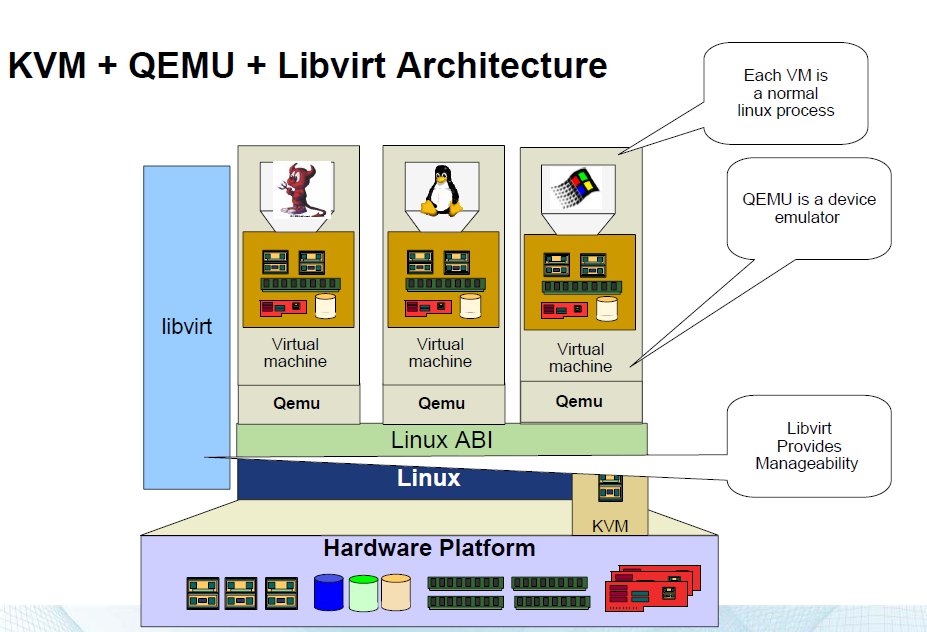 KVM + QEMU + Libvirt Architecture
Each VM is
a normal
linux process
QEMU is a device
emulator
libvirt
Virtual
machine
Virtual
machine
Virtual
machine
Qemu
Qemu
Qemu
Linux ABI
Libvirt
Provides
Manageability
Linux
KVM
Hardware Platform